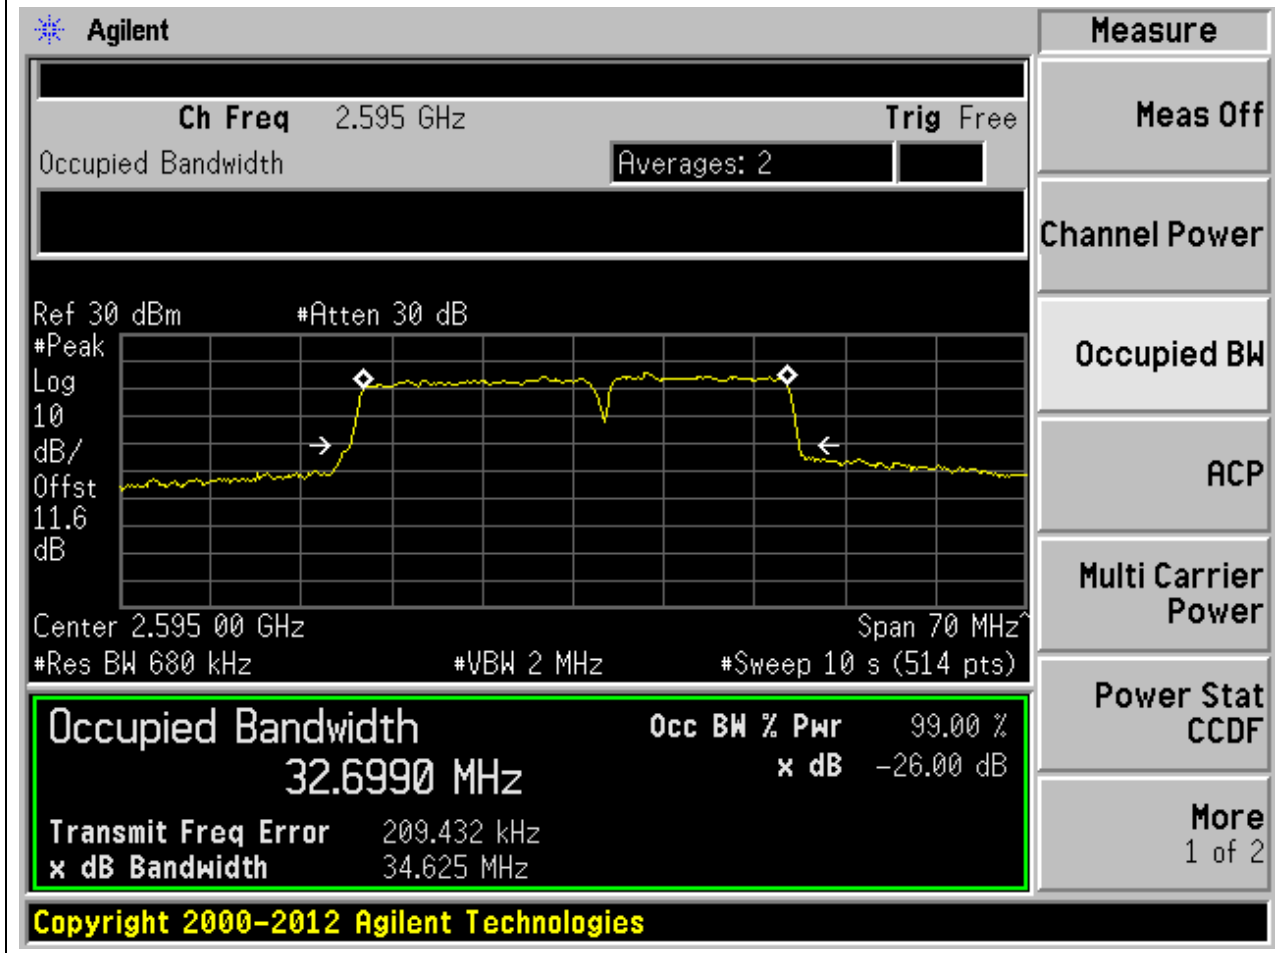 Agilent
Measure
Ch Freq 2.595 GHz Trig Free
Occupied Bandwidth Averages: 2
Meas Off
Channel Power
Occupied BW
ACP
Multi Carrier
Power
Power Stat
CCDF
More
1 of 2
Ref 30 dBm #Atten 30 dB
#Peak
Log
10
dB/
Offst
11.6
dB
Center 2.595 00 GHz Span 70 MHz^
#Res BW 680 kHz #VBW 2 MHz #Sweep 10 s (514 pts)
Occupied Bandwidth Occ BW % Pwr 99.00 %
32.6990 MHz x dB -26.00 dB
Transmit Freq Error 209.432 kHz
x dB Bandwidth 34.625 MHz
Copyright 2000-2012 Agilent Technologies